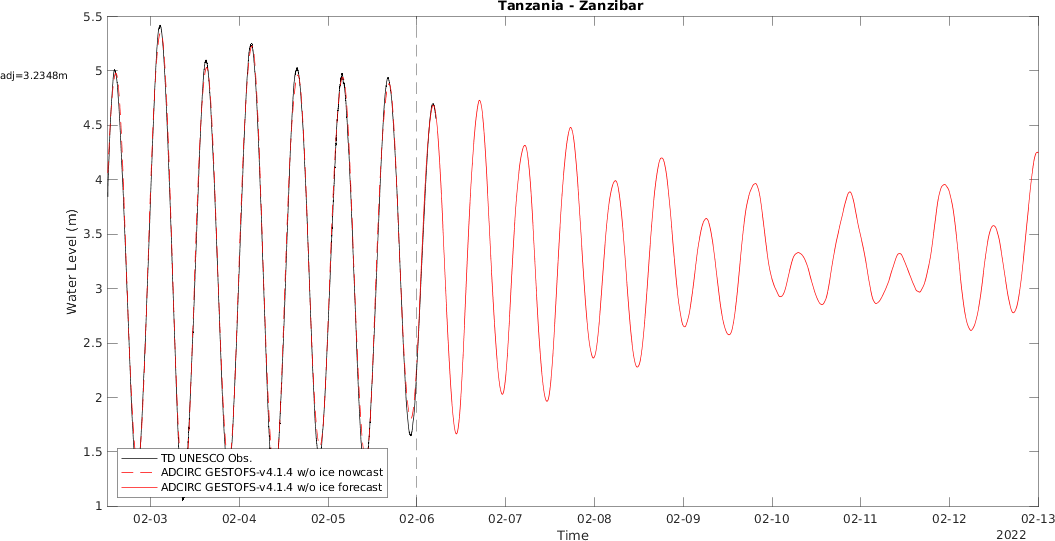 Tanzania - Zanzibar
adj=3.2348m
Water Level (m)
5.5
5
4.5
4
3.5
3
2.5
2
1.5
1
TD UNESCO Obs.
ADCIRC GESTOFS-v4.1.4 w/o ice nowcast
ADCIRC GESTOFS-v4.1.4 w/o ice forecast
02-03 02-04 02-05 02-06 02-07 02-08 02-09 02-10 02-11 02-12 02-13
Time
2022